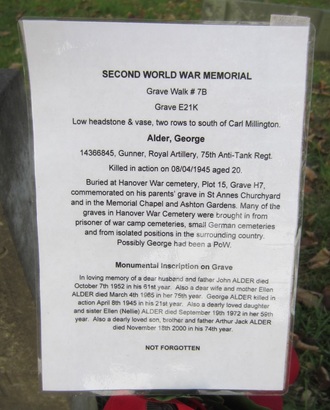 SECOND WORLD WAR MEMORIAL
Grave Walk # 7B
Grave E21K
Low headstone & vase, two rows to south of Carl Millington.
Alder, George
14366845, Gunner, Royal Artillery, 75th Anti-Tank Regt.
Killed in action on 08/04/1945 aged 20.
Buried at Hanover War cemetery, Plot 15, Grave H7,
commemorated on his parents' grave in St Annes Churchyard
and in the Memorial Chapel and Ashton Gardens. Many of the
graves in Hanover War Cemetery were brought in from
prisoner of war camp cemeteries, small German cemeteries
and from isolated positions in the surrounding country.
Possibly George had been a PoW.
Monumental Inscription on Grave
In loving memory of a dear husband and father John ALDER died
October 7th 1952 in his 61st year. Also a dear wife and mother Ellen
ALDER died March 4th 1965 in her 75th year. George ALDER killed in
action April 8th 1945 in his 21st year. Also a dearly loved daughter
and sister Ellen (Nellie) ALDER died September 19th 1972 in her 59th
year. Also a dearly loved son, brother and father Arthur Jack ALDER
died November 18th 2000 in his 74th year.
NOT FORGOTTEN